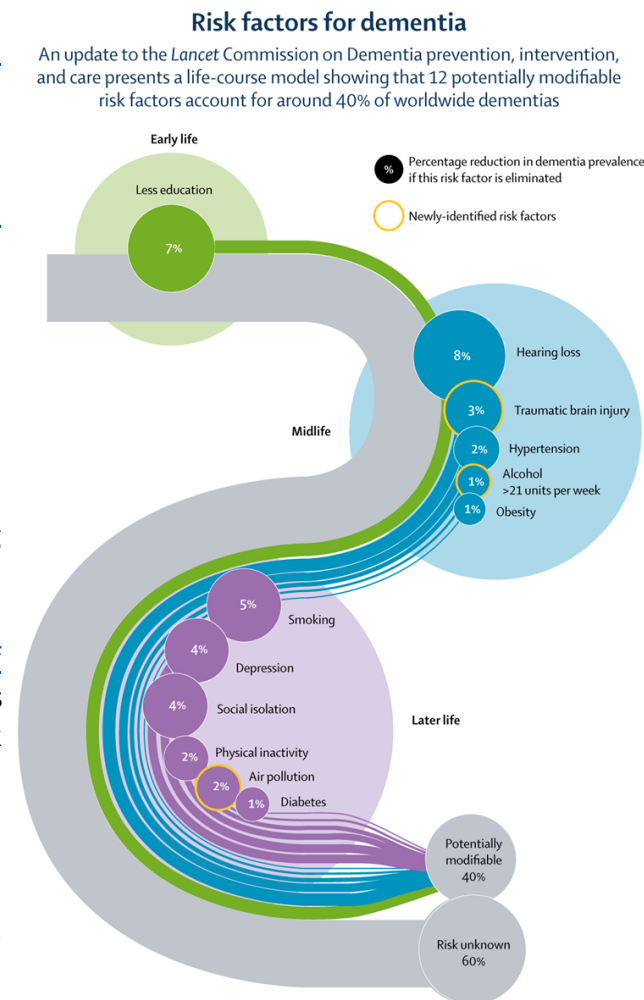 Risk factors for dementia
An update to the Lancet Commission on Dementia prevention, intervention,
and care presents a life-course model showing that 12 potentially modifiable
risk factors account for around 40% of worldwide dementias
Early life
Less education
7%
%
Percentage reduction in dementia prevalence
if this risk factor is eliminated
Newly-identified risk factors
Midlife
8%
Hearing loss
3%
Traumatic brain injury
2%
Hypertension
1%
Alcohol
>21 units per week
1%
Obesity
Later life
5%
Smoking
4%
Depression
4%
Social isolation
2%
Physical inactivity
2%
Air pollution
1%
Diabetes
Potentially
modifiable
40%
Risk unknown
60%